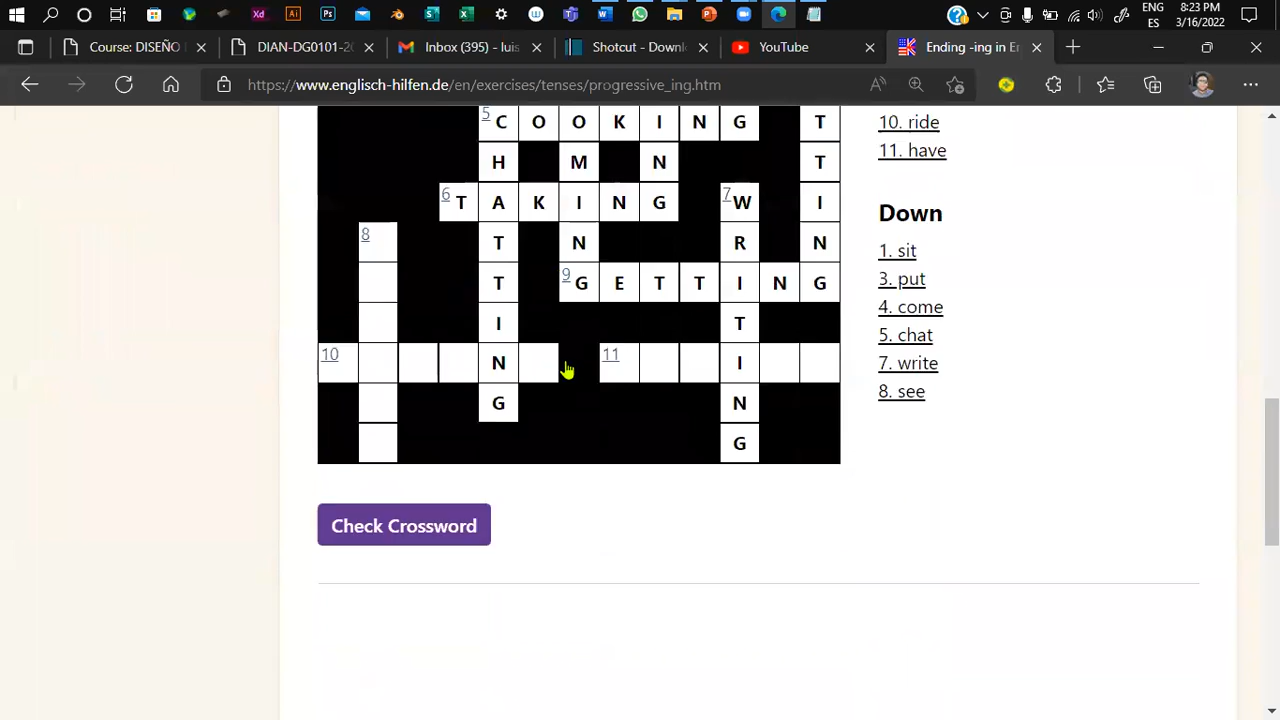 ENG
8:23 PM
ES
3/16/2022
Course: DISEÑO
DIAN-DG0101-20
Inbox (395) - luis
Shotcut - Downl
YouTube
Ending -ing in En
https://www.englisch-hilfen.de/en/exercises/tenses/progressive_ing.htm
5 C O O K I N G T
H M N T
6 T A K I N G 7 W I
8 T N R N
T 9 G E T T I N G
I T
10 N 11 I
G N
G
10. ride
11. have
Down
1. sit
3. put
4. come
5. chat
7. write
8. see
Check Crossword